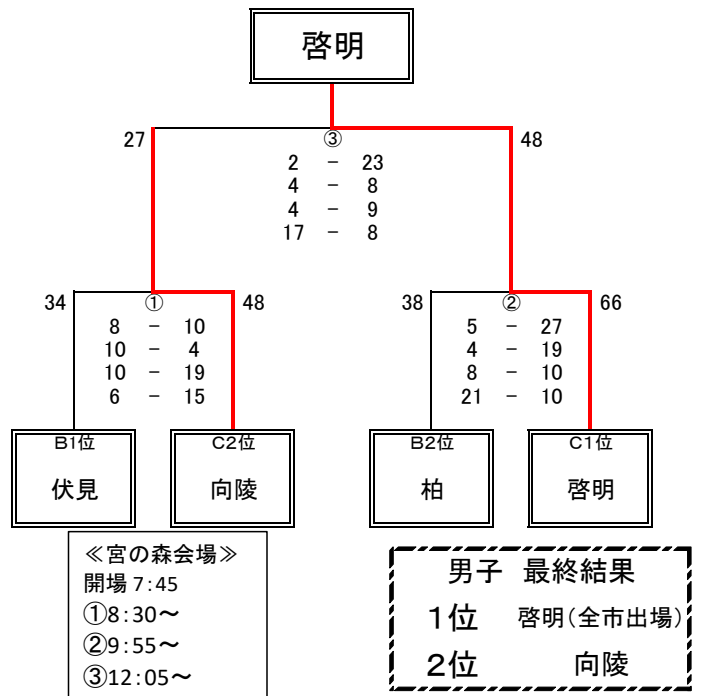 啓明
27 ③ 48
2 － 23
4 － 8
4 － 9
17 － 8
34 ① 48
8 － 10
10 － 4
10 － 19
6 － 15
38 ② 66
5 － 27
4 － 19
8 － 10
21 － 10
B1位
伏見
C2位
向陵
B2位
柏
C1位
啓明
≪宮の森会場≫
開場 7:45
①8:30～
②9:55～
③12:05～
男子 最終結果
1位 啓明(全市出場)
2位 向陵